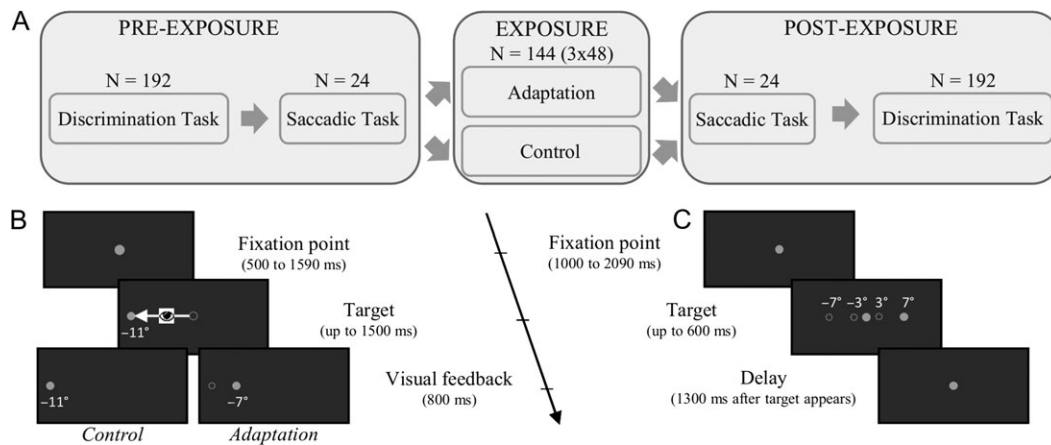 A
PRE-EXPOSURE
N = 192
Discrimination Task
N = 24
Saccadic Task
EXPOSURE
N = 144 (3x48)
Adaptation
Control
POST-EXPOSURE
N = 24
Saccadic Task
N = 192
Discrimination Task
B
Fixation point
(500 to 1590 ms)
−11°
Target
(up to 1500 ms)
−11°
−7°
Visual feedback
(800 ms)
Control
Adaptation
C
Fixation point
(1000 to 2090 ms)
−7° −3° 3° 7°
Target
(up to 600 ms)
Delay
(1300 ms after target appears)